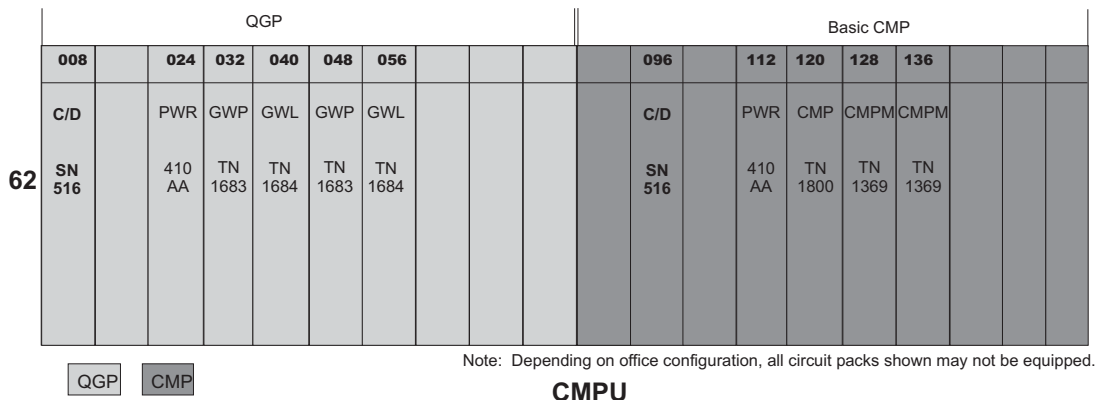 QGP
Basic CMP
008 024 032 040 048 056 096 112 120 128 136
C/D PWR GWP GWL GWP GWL C/D PWR CMP CMPM CMPM
62
SN 410 TN TN TN TN SN 410 TN TN TN
516 AA 1683 1684 1683 1684 516 AA 1800 1369 1369
Note: Depending on office configuration, all circuit packs shown may not be equipped.
QGP CMP
CMPU